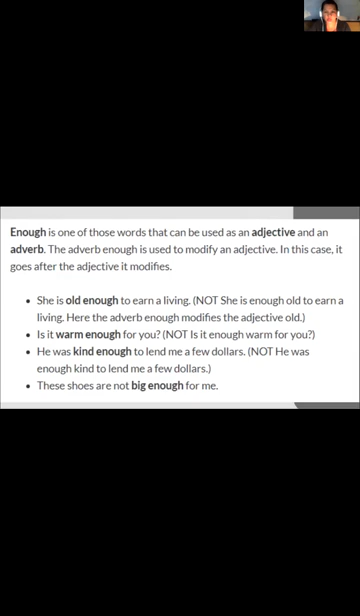 Enough is one of those words that can be used as an adjective and an
adverb. The adverb enough is used to modify an adjective. In this case, it
goes after the adjective it modifies.
• She is old enough to earn a living. (NOT She is enough old to earn a
living. Here the adverb enough modifies the adjective old.)
• Is it warm enough for you? (NOT Is it enough warm for you?)
• He was kind enough to lend me a few dollars. (NOT He was
enough kind to lend me a few dollars.)
• These shoes are not big enough for me.